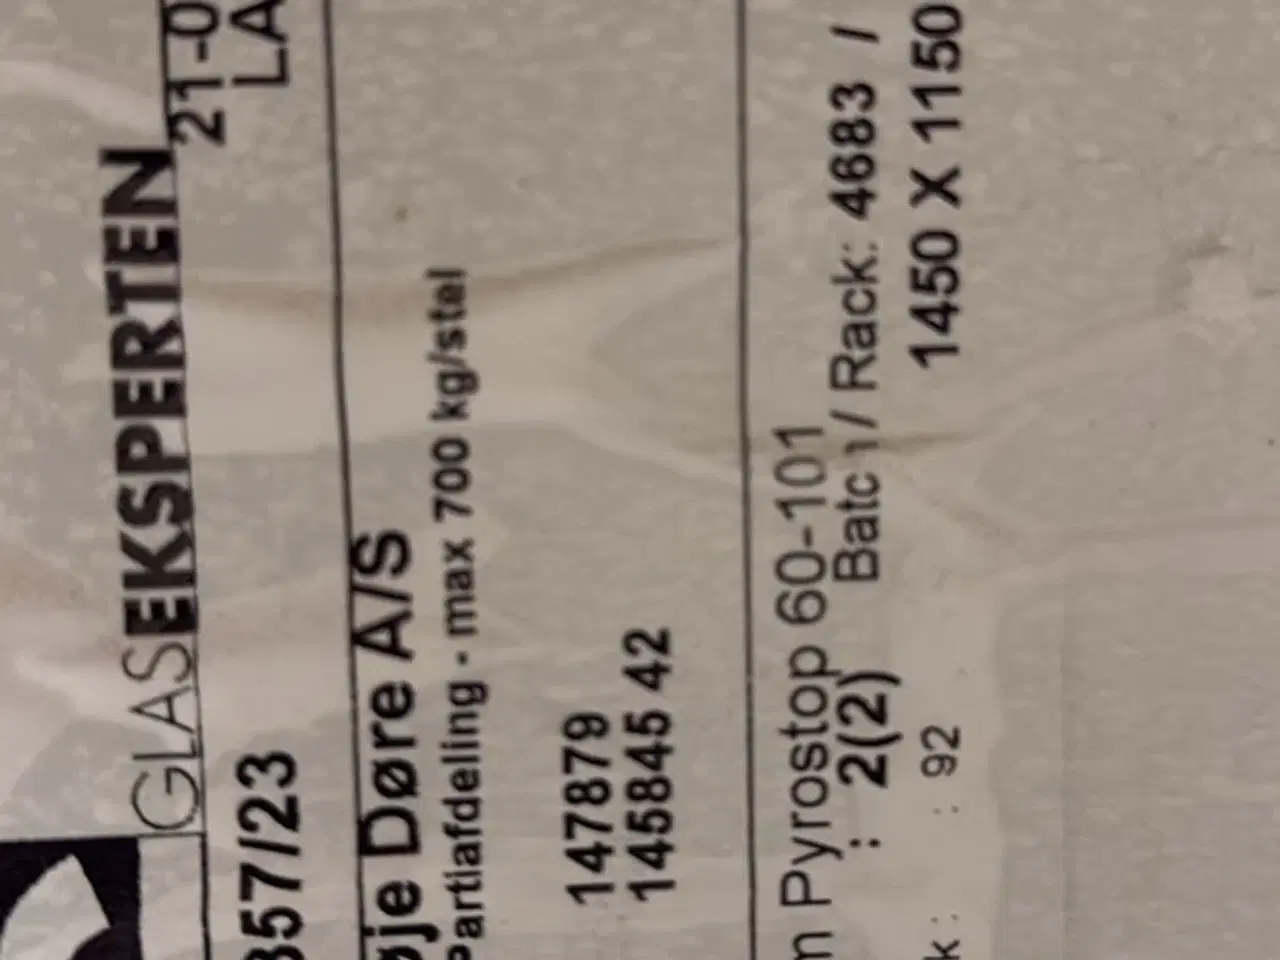 GLASEKSPERTEN
357/23
21-0
LA
øje Døre A/S
Partiafdeling - max 700 kg/stel
147879
145845 42
m Pyrostop 60-101
: 2(2) Batch / Rack: 4683 /
k : : 92 1450 X 1150